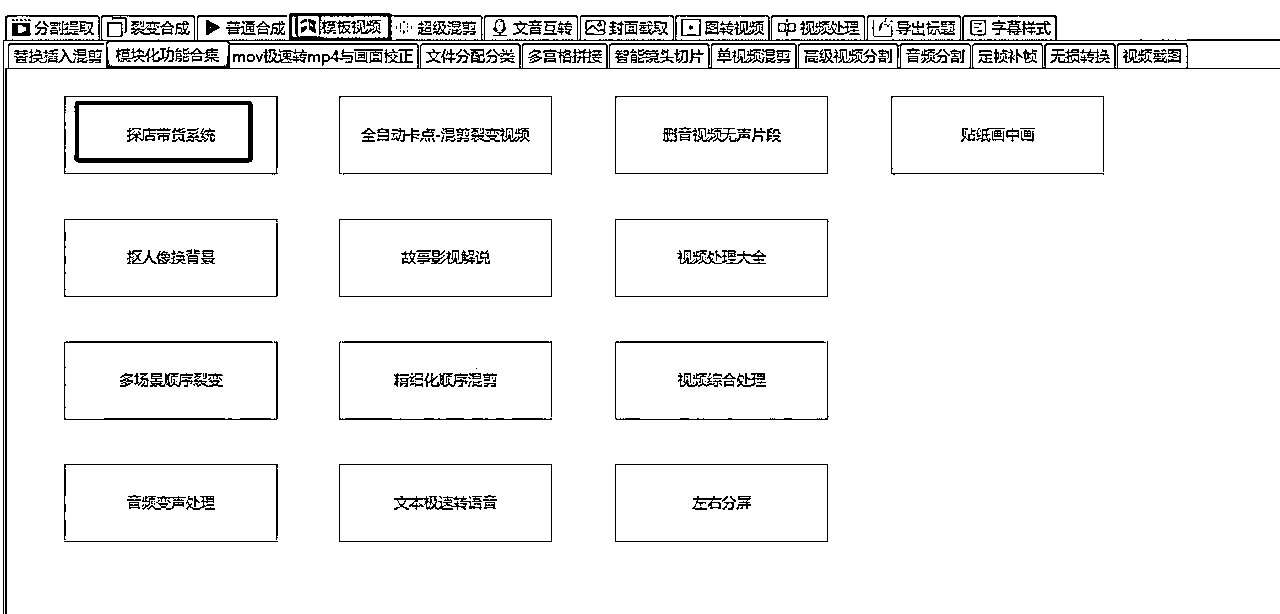 分割提取 裂变合成 普通合成 模板视频 超级混剪 文音互转 封面截取 图转视频 视频处理 导出标题 字幕样式
替换插入混剪 模块化功能合集 mov极速转mp4与画面校正 文件分配分类 多宫格拼接 智能镜头切片 单视频混剪 高级视频分割 音频分割 定帧补帧 无损转换 视频截图
探店带货系统 全自动卡点-混剪裂变视频 删音视频无声片段 贴纸画中画
抠人像换背景 故事影视解说 视频处理大全
多场景顺序裂变 精细化顺序混剪 视频综合处理
音频变声处理 文本极速转语音 左右分屏